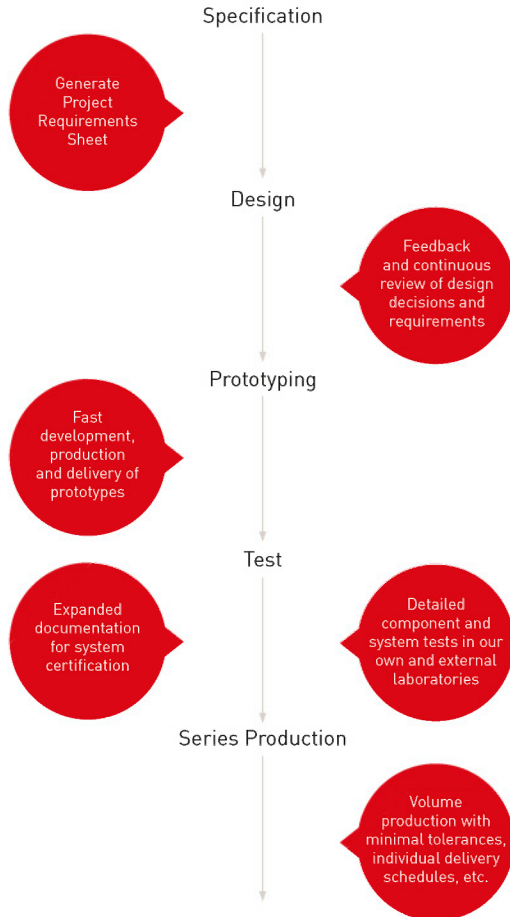 Specification
Generate
Project
Requirements
Sheet
Design
Feedback
and continuous
review of design
decisions and
requirements
Prototyping
Fast
development,
production
and delivery of
prototypes
Test
Expanded
documentation
for system
certification
Detailed
component and
system tests in our
own and external
laboratories
Series Production
Volume
production with
minimal tolerances,
individual delivery
schedules, etc.